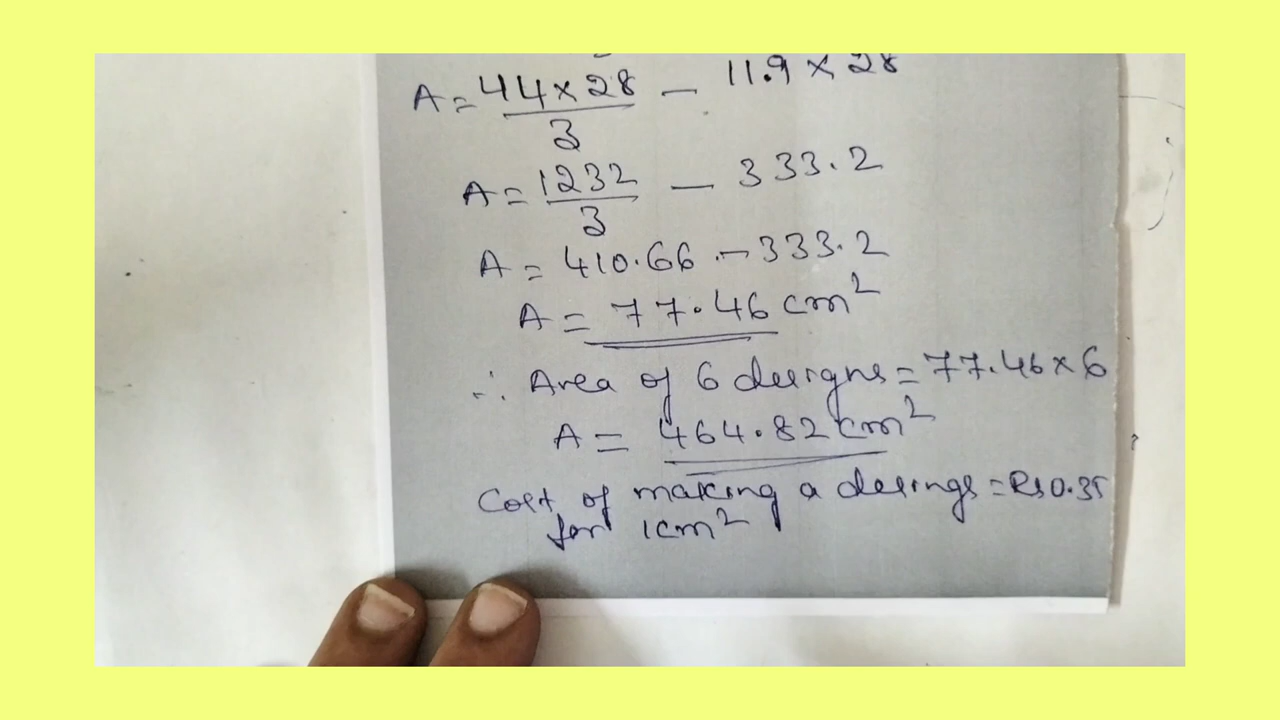 A = 44 × 28 / 3 — 11.9 × 28
A = 1232 / 3 — 333.2
A = 410.66 — 333.2
A = 77.46 cm²
∴ Area of 6 designs = 77.46 × 6
A = 464.82 cm²
Cost of making a desings = Rs 0.35
for 1cm²